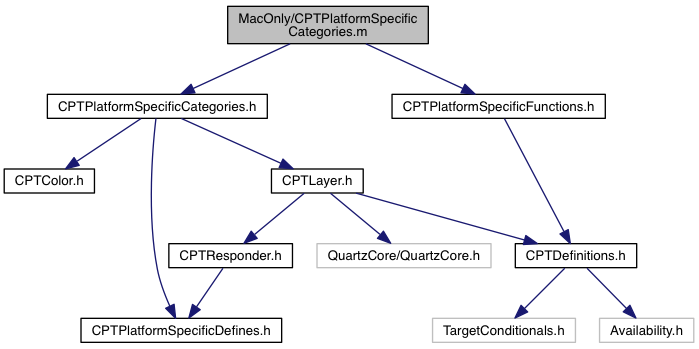 MacOnly/CPTPlatformSpecific
Categories.m
CPTPlatformSpecificCategories.h
CPTPlatformSpecificFunctions.h
CPTColor.h
CPTLayer.h
CPTResponder.h
QuartzCore/QuartzCore.h
CPTDefinitions.h
CPTPlatformSpecificDefines.h
TargetConditionals.h
Availability.h